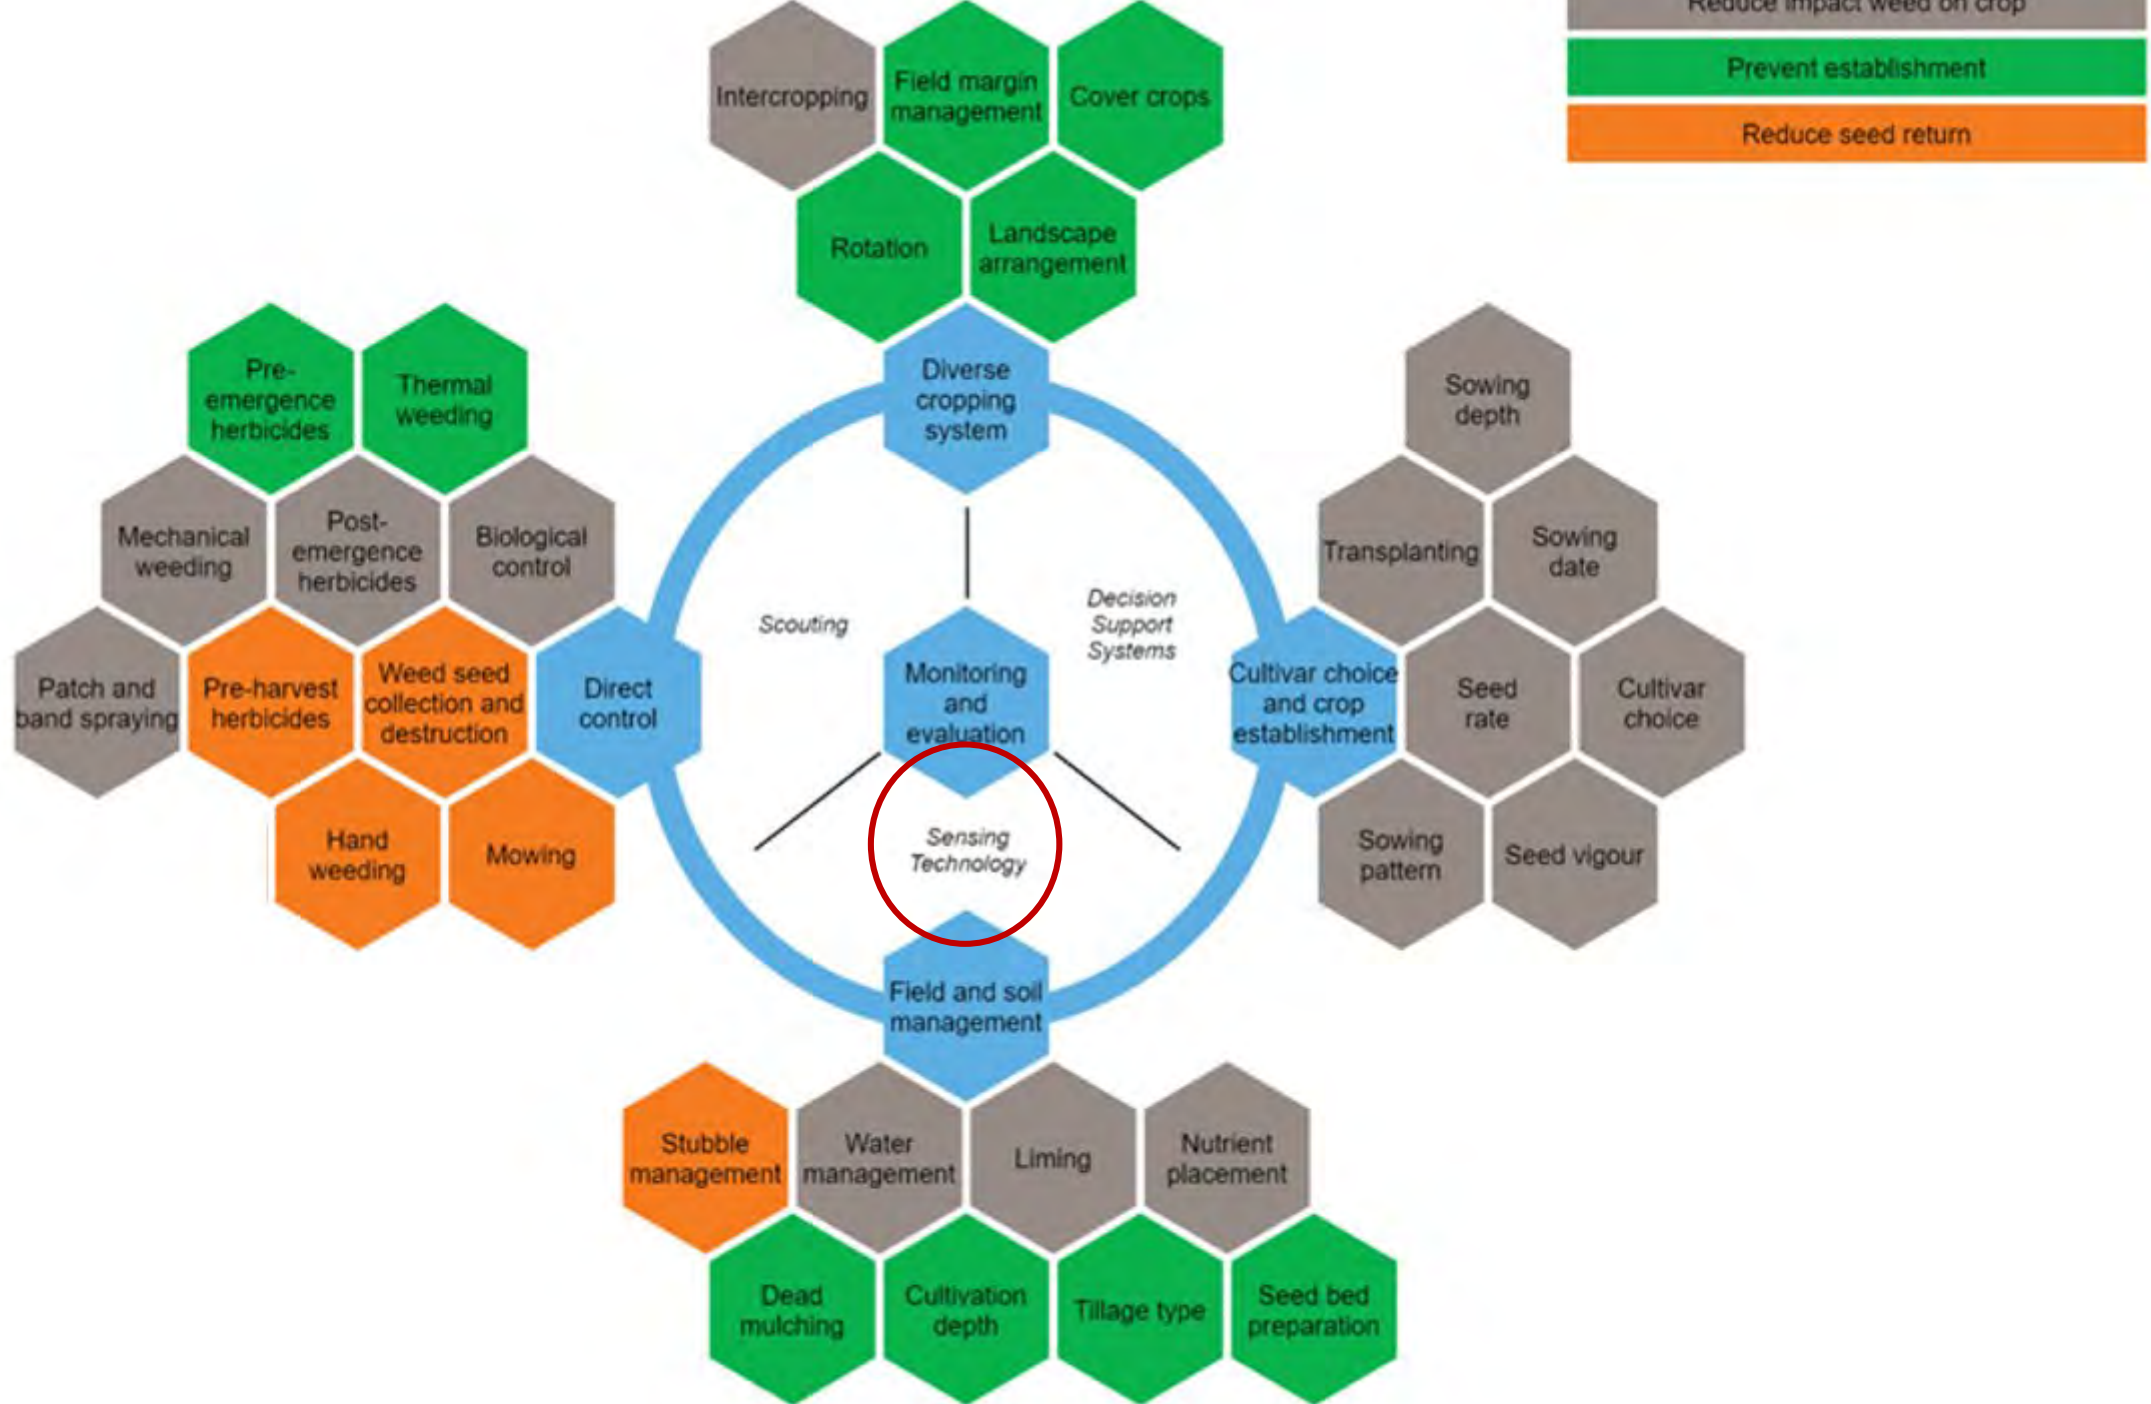 Reduce impact weed on crop
Prevent establishment
Reduce seed return
Intercropping
Field margin
management
Cover crops
Rotation
Landscape
arrangement
Diverse
cropping
system
Pre-
emergence
herbicides
Thermal
weeding
Mechanical
weeding
Post-
emergence
herbicides
Biological
control
Patch and
band spraying
Pre-harvest
herbicides
Weed seed
collection and
destruction
Direct
control
Hand
weeding
Mowing
Scouting
Decision
Support
Systems
Monitoring
and
evaluation
Sensing
Technology
Cultivar choice
and crop
establishment
Sowing
depth
Transplanting
Sowing
date
Seed
rate
Cultivar
choice
Sowing
pattern
Seed vigour
Field and soil
management
Stubble
management
Water
management
Liming
Nutrient
placement
Dead
mulching
Cultivation
depth
Tillage type
Seed bed
preparation